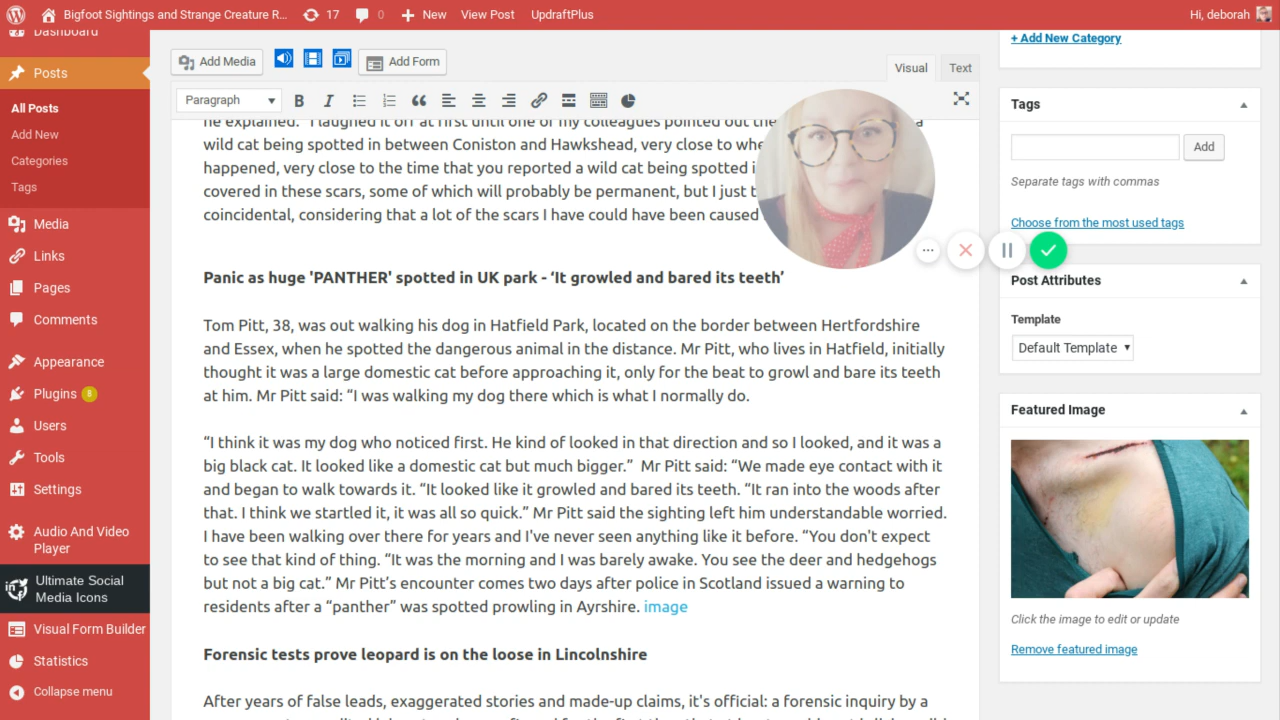 Bigfoot Sightings and Strange Creature R...
17
0
New
View Post
UpdraftPlus
Hi, deborah
Dashboard
Posts
All Posts
Add New
Categories
Tags
Media
Links
Pages
Comments
Appearance
Plugins 8
Users
Tools
Settings
Audio And Video
Player
Ultimate Social
Media Icons
Visual Form Builder
Statistics
Collapse menu
Add Media
Add Form
Visual
Text
Paragraph
he explained. "I laughed it off at first until one of my colleagues pointed out the a
wild cat being spotted in between Coniston and Hawkshead, very close to
happened, very close to the time that you reported a wild cat being spotted
covered in these scars, some of which will probably be permanent, but I just
coincidental, considering that a lot of the scars I have could have been caused
Panic as huge 'PANTHER' spotted in UK park - ‘It growled and bared its teeth’
Tom Pitt, 38, was out walking his dog in Hatfield Park, located on the border between Hertfordshire
and Essex, when he spotted the dangerous animal in the distance. Mr Pitt, who lives in Hatfield, initially
thought it was a large domestic cat before approaching it, only for the beat to growl and bare its teeth
at him. Mr Pitt said: “I was walking my dog there which is what I normally do.
“I think it was my dog who noticed first. He kind of looked in that direction and so I looked, and it was a
big black cat. It looked like a domestic cat but much bigger.” Mr Pitt said: “We made eye contact with it
and began to walk towards it. “It looked like it growled and bared its teeth. “It ran into the woods after
that. I think we startled it, it was all so quick.” Mr Pitt said the sighting left him understandable worried.
I have been walking over there for years and I've never seen anything like it before. “You don't expect
to see that kind of thing. “It was the morning and I was barely awake. You see the deer and hedgehogs
but not a big cat.” Mr Pitt’s encounter comes two days after police in Scotland issued a warning to
residents after a “panther” was spotted prowling in Ayrshire. image
Forensic tests prove leopard is on the loose in Lincolnshire
After years of false leads, exaggerated stories and made-up claims, it's official: a forensic inquiry by a
+ Add New Category
Tags
Add
Separate tags with commas
Choose from the most used tags
Post Attributes
Template
Default Template
Featured Image
Click the image to edit or update
Remove featured image